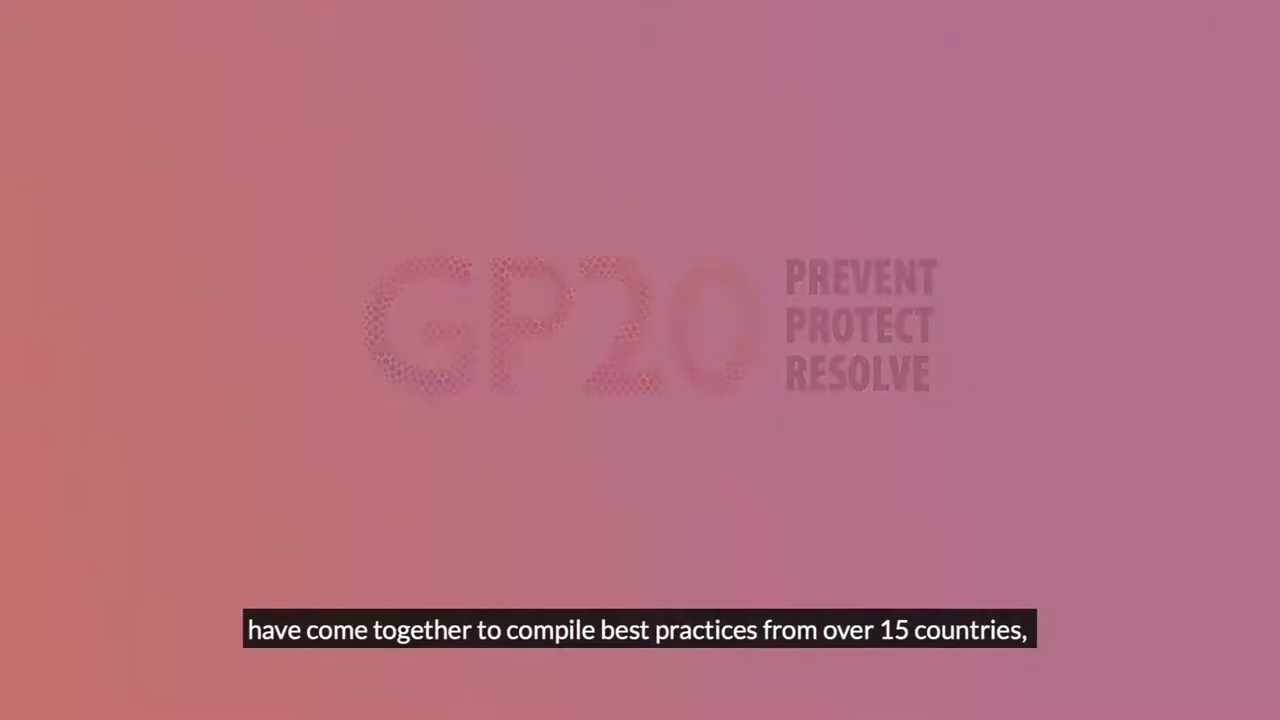 GP20
PREVENT
PROTECT
RESOLVE
have come together to compile best practices from over 15 countries,